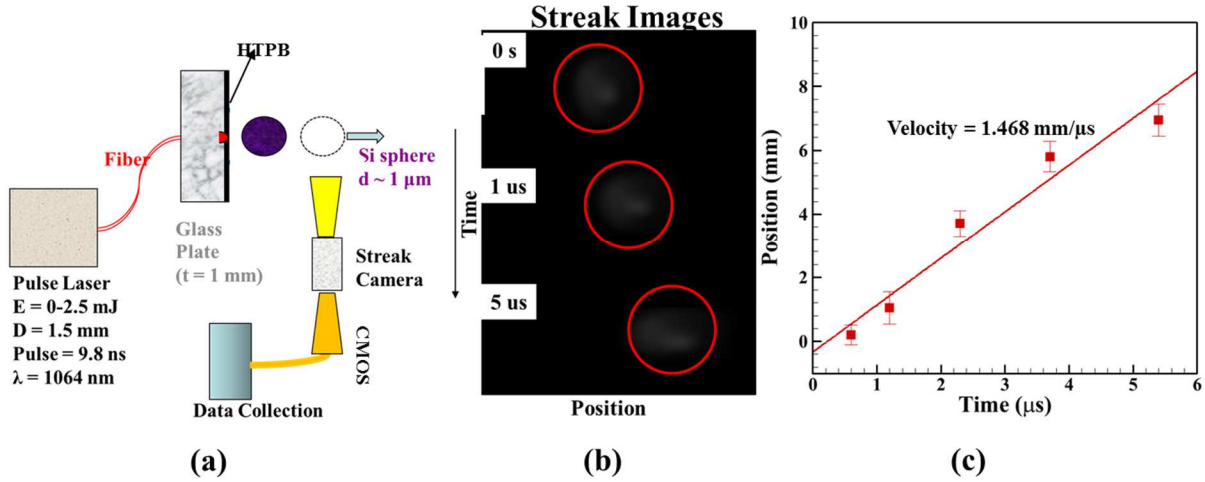 HTPB
Fiber
Si sphere
d ~ 1 µm
Glass
Plate
(t = 1 mm)
Pulse Laser
E = 0-2.5 mJ
D = 1.5 mm
Pulse = 9.8 ns
λ = 1064 nm
Streak
Camera
CMOS
Data Collection
(a)
Streak Images
0 s
1 us
5 us
Time
Position
(b)
10
8
6
4
2
0
Position (mm)
Velocity = 1.468 mm/µs
0 1 2 3 4 5 6
Time (µs)
(c)